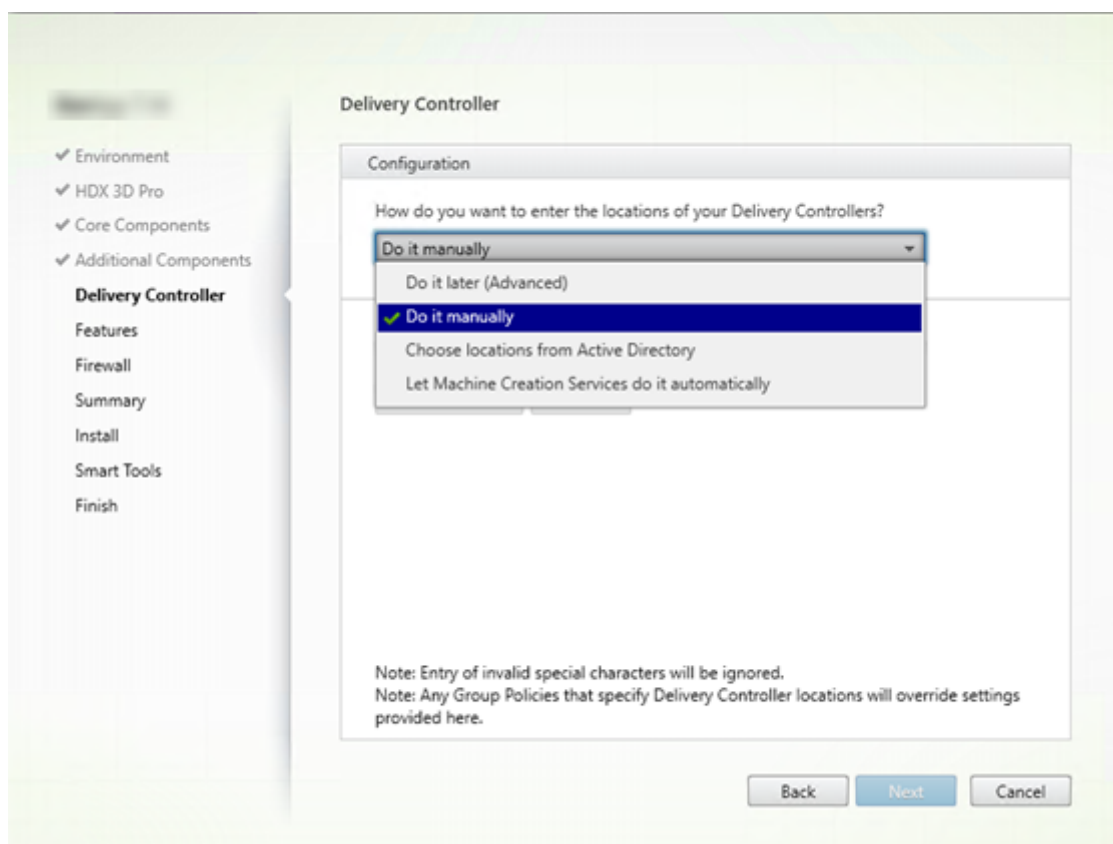 Delivery Controller
Environment
HDX 3D Pro
Core Components
Additional Components
Delivery Controller
Features
Firewall
Summary
Install
Smart Tools
Finish
Configuration
How do you want to enter the locations of your Delivery Controllers?
Do it manually
Do it later (Advanced)
Do it manually
Choose locations from Active Directory
Let Machine Creation Services do it automatically
Note: Entry of invalid special characters will be ignored.
Note: Any Group Policies that specify Delivery Controller locations will override settings
provided here.
Back
Next
Cancel